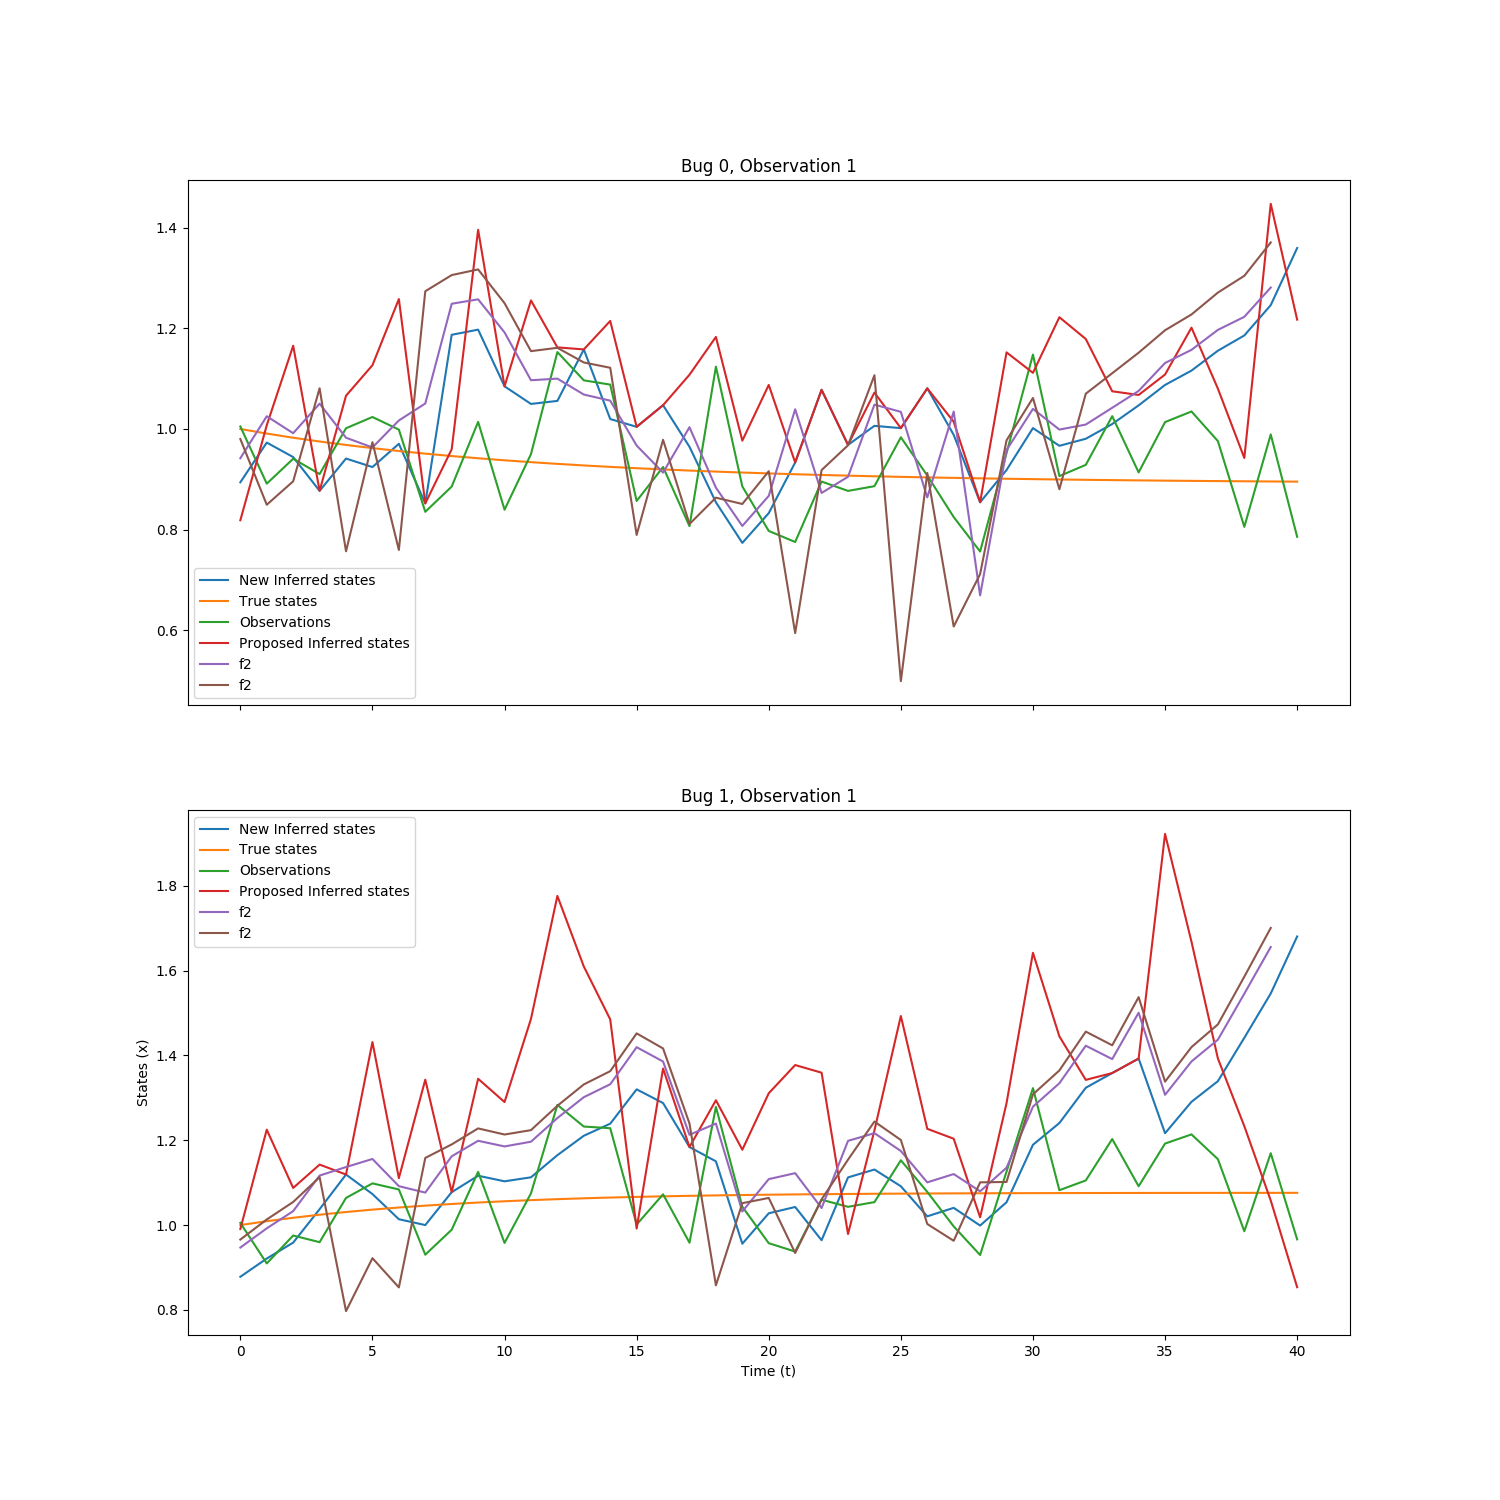 Bug 0, Observation 1
1.4
1.2
1.0
0.8
0.6
New Inferred states
True states
Observations
Proposed Inferred states
f2
f2
Bug 1, Observation 1
States (x)
1.8
1.6
1.4
1.2
1.0
0.8
New Inferred states
True states
Observations
Proposed Inferred states
f2
f2
0 5 10 15 20 25 30 35 40
Time (t)